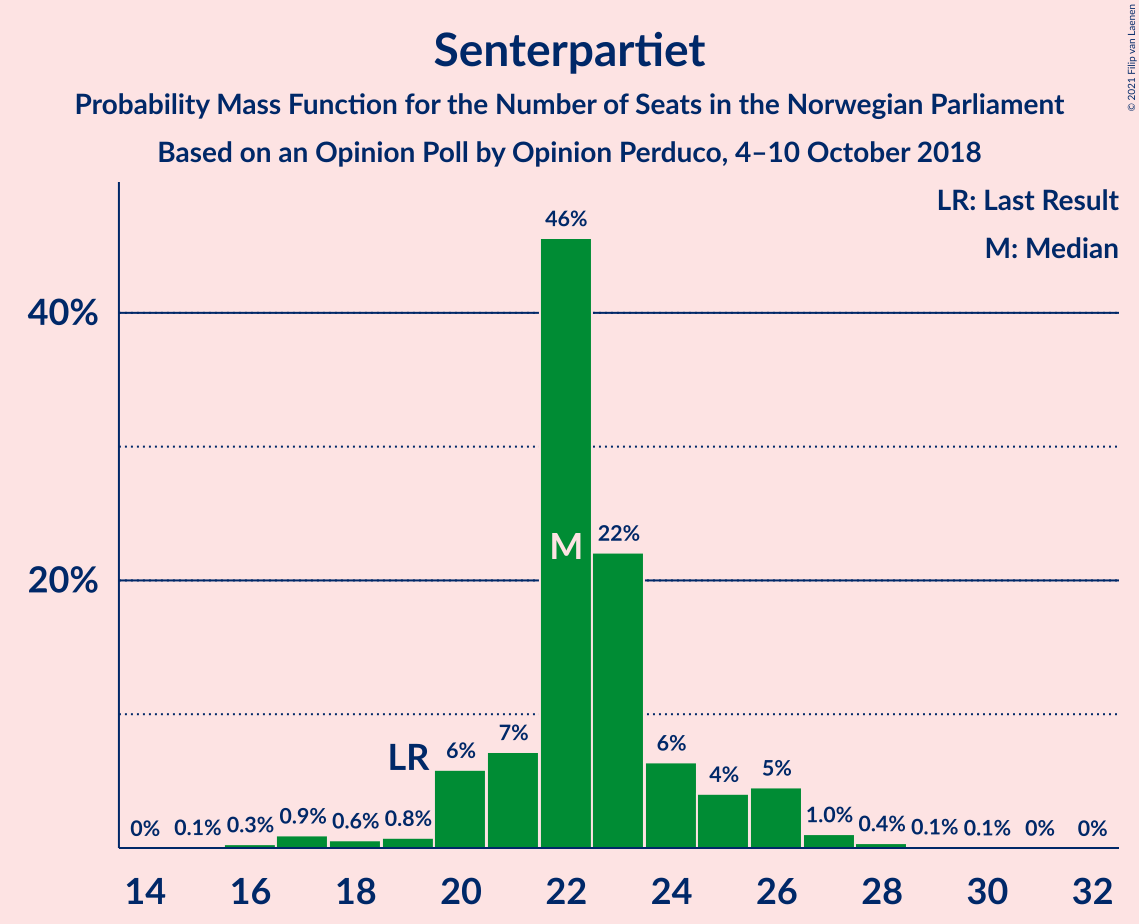 Senterpartiet
Probability Mass Function for the Number of Seats in the Norwegian Parliament
Based on an Opinion Poll by Opinion Perduco, 4–10 October 2018
© 2021 Filip van Laenen
LR: Last Result
M: Median
46%
40%
22%
M
20%
7%
LR
6%
6%
4%
5%
0%
0.1%
0.3%
0.9%
0.6%
0.8%
1.0%
0.4%
0.1%
0.1%
0%
0%
14 16 18 20 22 24 26 28 30 32